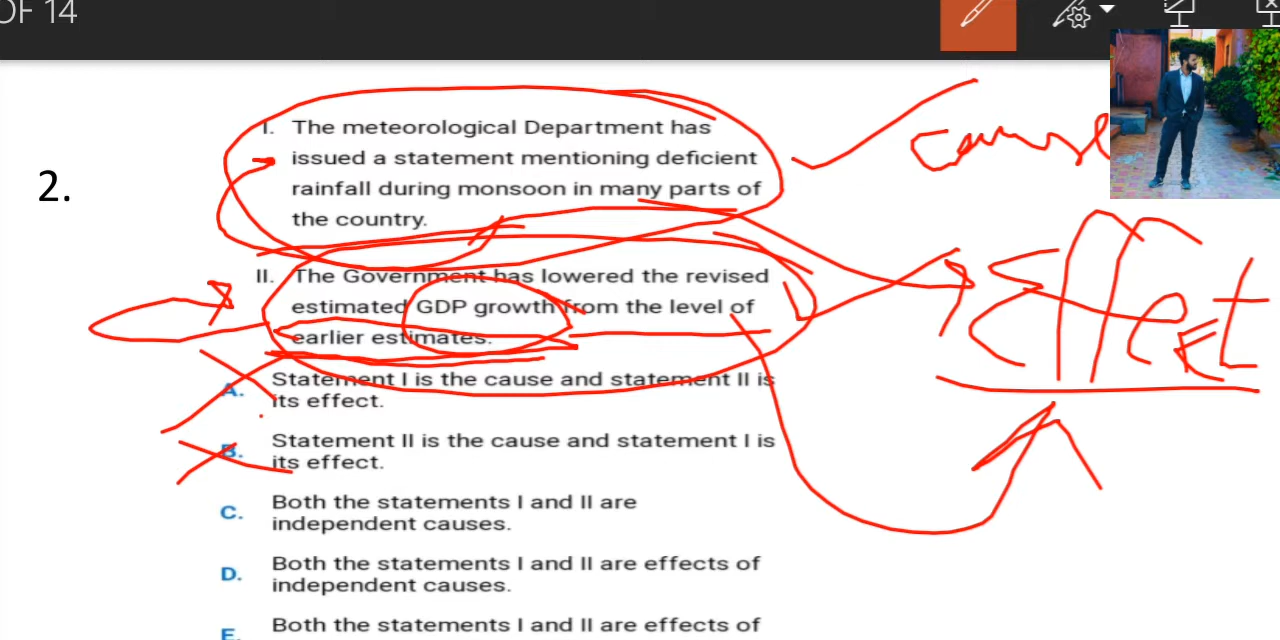 OF 14
2.
I. The meteorological Department has
issued a statement mentioning deficient
rainfall during monsoon in many parts of
the country.
II. The Government has lowered the revised
estimated GDP growth from the level of
earlier estimates.
A. Statement I is the cause and statement II is
its effect.
B. Statement II is the cause and statement I is
its effect.
C. Both the statements I and II are
independent causes.
D. Both the statements I and II are effects of
independent causes.
E. Both the statements I and II are effects of
cause
Effect